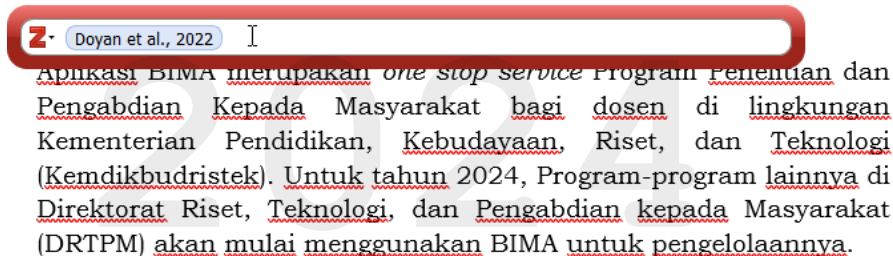 Z Doyan et al., 2022
Aplikasi BIMA merupakan one stop service Program Penelitian dan
Pengabdian Kepada Masyarakat bagi dosen di lingkungan
Kementerian Pendidikan, Kebudayaan, Riset, dan Teknologi
(Kemdikbudristek). Untuk tahun 2024, Program-program lainnya di
Direktorat Riset, Teknologi, dan Pengabdian kepada Masyarakat
(DRTPM) akan mulai menggunakan BIMA untuk pengelolaannya.
2024